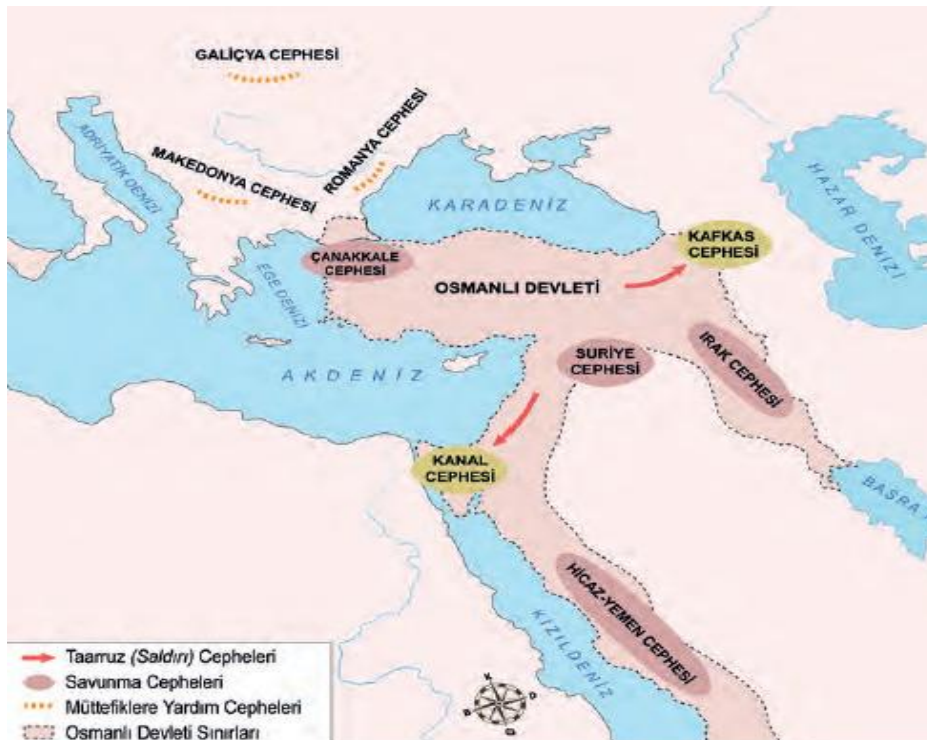 GALİÇYA CEPHESİ
ROMANYA CEPHESİ
MAKEDONYA CEPHESİ
ADRİYATİK DENİZİ
KARADENİZ
HAZAR DENİZİ
KAFKAS
CEPHESİ
ÇANAKKALE
CEPHESİ
EGE DENİZİ
OSMANLI DEVLETİ
SURİYE
CEPHESİ
IRAK CEPHESİ
AKDENİZ
KANAL
CEPHESİ
BASRA
HİCAZ-YEMEN CEPHESİ
KIZILDENİZ
Taarruz (Saldırı) Cepheleri
Savunma Cepheleri
Müttefiklere Yardım Cepheleri
Osmanlı Devleti Sınırları